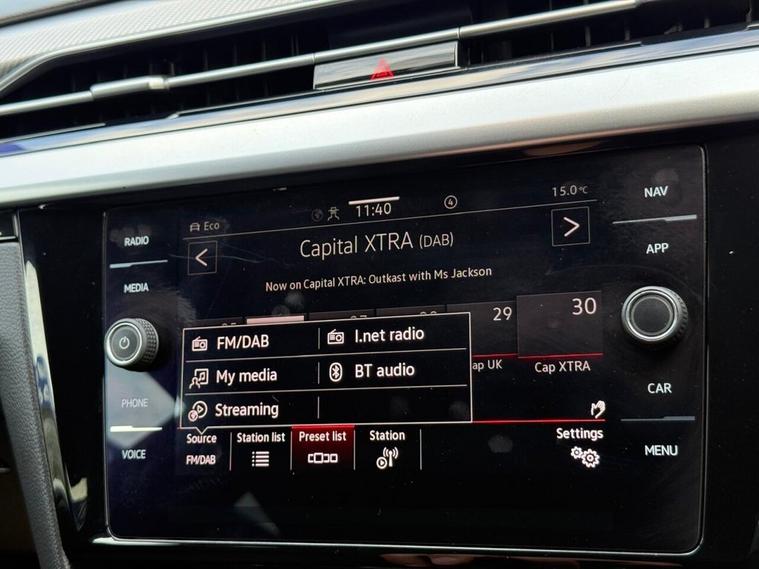 RADIO
MEDIA
PHONE
VOICE
Eco
11:40
4
15.0°C
NAV
APP
CAR
MENU
<
Capital XTRA (DAB)
>
Now on Capital XTRA: Outkast with Ms Jackson
29
30
ap UK
Cap XTRA
FM/DAB
I.net radio
My media
BT audio
Streaming
Source
FM/DAB
Station list
Preset list
Station
Settings